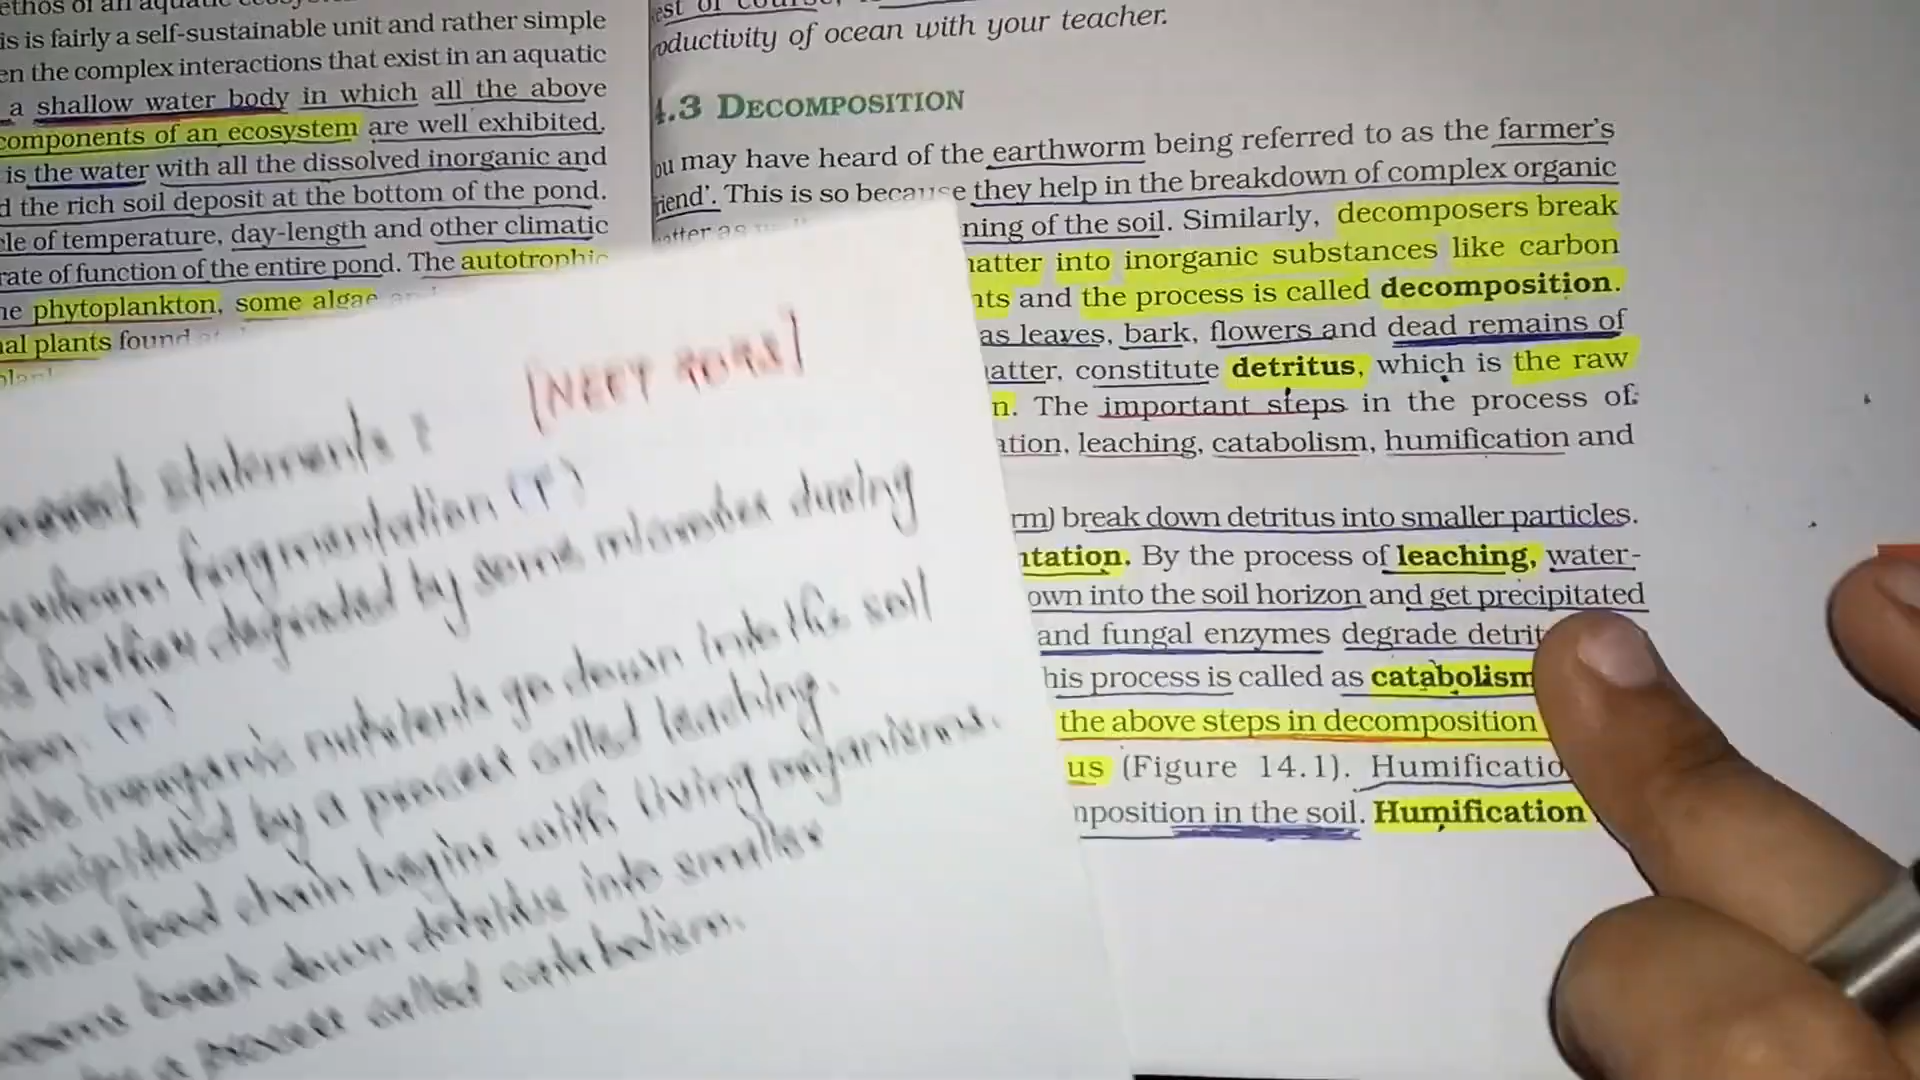 ethos of an aquatic
is is fairly a self-sustainable unit and rather simple
en the complex interactions that exist in an aquatic
a shallow water body in which all the above
components of an ecosystem are well exhibited.
is the water with all the dissolved inorganic and
d the rich soil deposit at the bottom of the pond.
cle of temperature, day-length and other climatic
rate of function of the entire pond. The autotrophic
he phytoplankton, some algae
al plants found
est of course,
oductivity of ocean with your teacher.
4.3 DECOMPOSITION
ou may have heard of the earthworm being referred to as the farmer's
riend'. This is so because they help in the breakdown of complex organic
atter as ning of the soil. Similarly, decomposers break
atter into inorganic substances like carbon
nts and the process is called decomposition.
as leaves, bark, flowers and dead remains of
atter, constitute detritus, which is the raw
n. The important steps in the process of
ation, leaching, catabolism, humification and
rm) break down detritus into smaller particles.
ntation. By the process of leaching, water-
own into the soil horizon and get precipitated
and fungal enzymes degrade detrit
his process is called as catabolism
the above steps in decomposition
us (Figure 14.1). Humificatio
mposition in the soil. Humification
statements :
fragmentation (T)
further degraded by some microbes during
(T)
inorganic nutrients go down into the soil
by a process called leaching.
food chain begins with living organisms.
break down detritus into smaller
a process called catabolism.